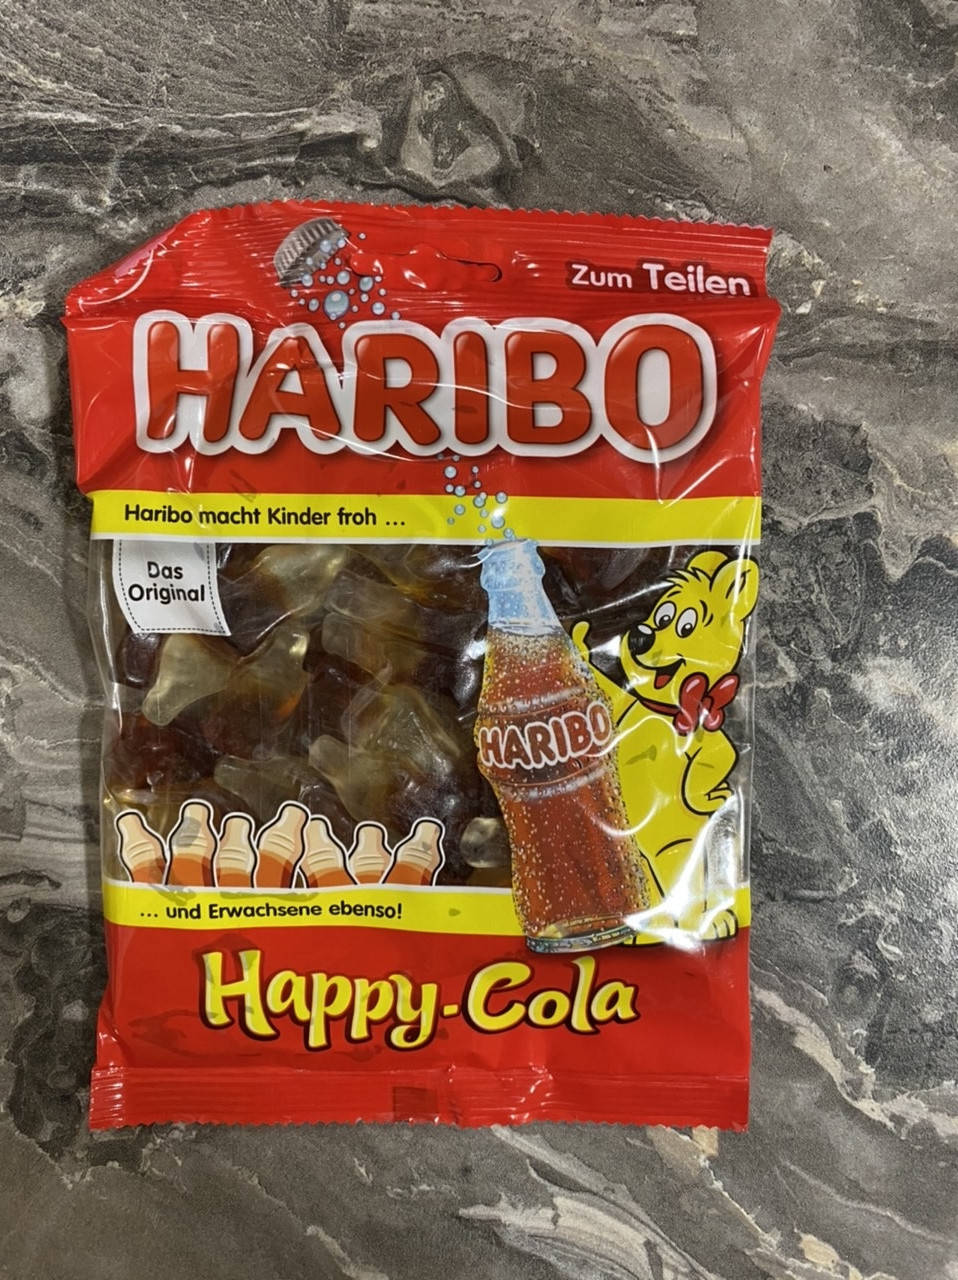 Zum Teilen
HARIBO
Haribo macht Kinder froh ...
Das
Original
HARIBO
... und Erwachsene ebenso!
Happy-Cola